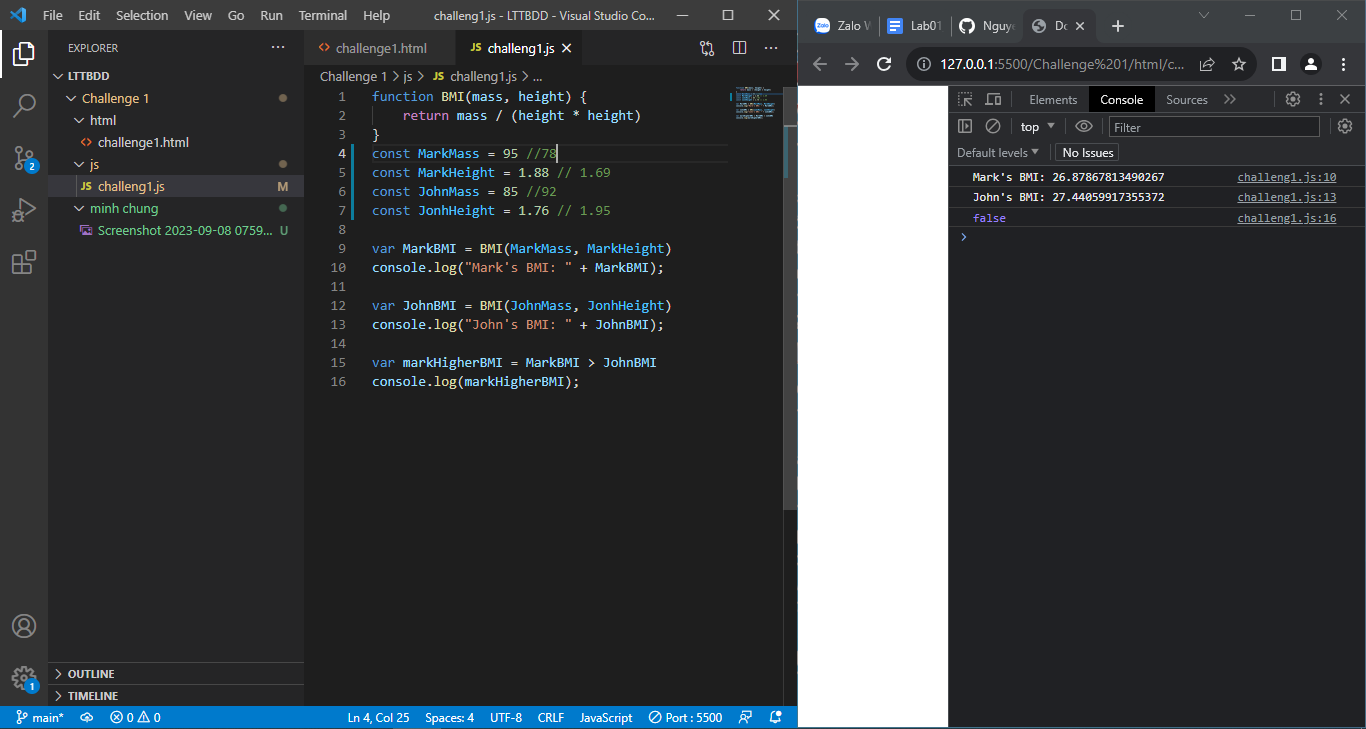 File Edit Selection View Go Run Terminal Help challeng1.js - LTTBDD - Visual Studio Co...
EXPLORER
LTTBDD
Challenge 1
html
challenge1.html
js
JS challeng1.js M
minh chung
Screenshot 2023-09-08 0759... U
OUTLINE
TIMELINE
2
1
challenge1.html JS challeng1.js
Challenge 1 > js > JS challeng1.js > ...
1 function BMI(mass, height) {
2 return mass / (height * height)
3 }
4 const MarkMass = 95 //78
5 const MarkHeight = 1.88 // 1.69
6 const JohnMass = 85 //92
7 const JonhHeight = 1.76 // 1.95
8
9 var MarkBMI = BMI(MarkMass, MarkHeight)
10 console.log("Mark's BMI: " + MarkBMI);
11
12 var JohnBMI = BMI(JohnMass, JonhHeight)
13 console.log("John's BMI: " + JohnBMI);
14
15 var markHigherBMI = MarkBMI > JohnBMI
16 console.log(markHigherBMI);
main* 0 0 Ln 4, Col 25 Spaces: 4 UTF-8 CRLF JavaScript Port : 5500
Zalo Lab01 Nguy
127.0.0.1:5500/Challenge%201/html/c...
Elements Console Sources
top Filter
Default levels No Issues
Mark's BMI: 26.87867813490267 challeng1.js:10
John's BMI: 27.44059917355372 challeng1.js:13
false challeng1.js:16